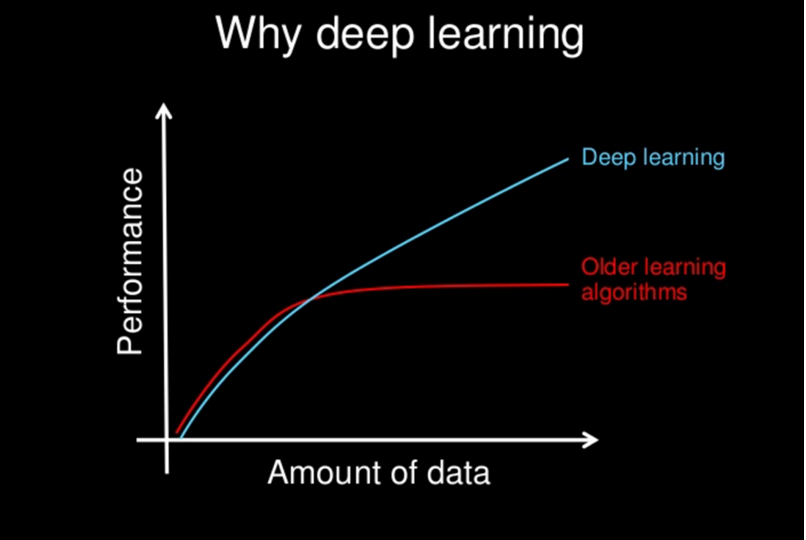 Why deep learning
Performance
Deep learning
Older learning
algorithms
Amount of data